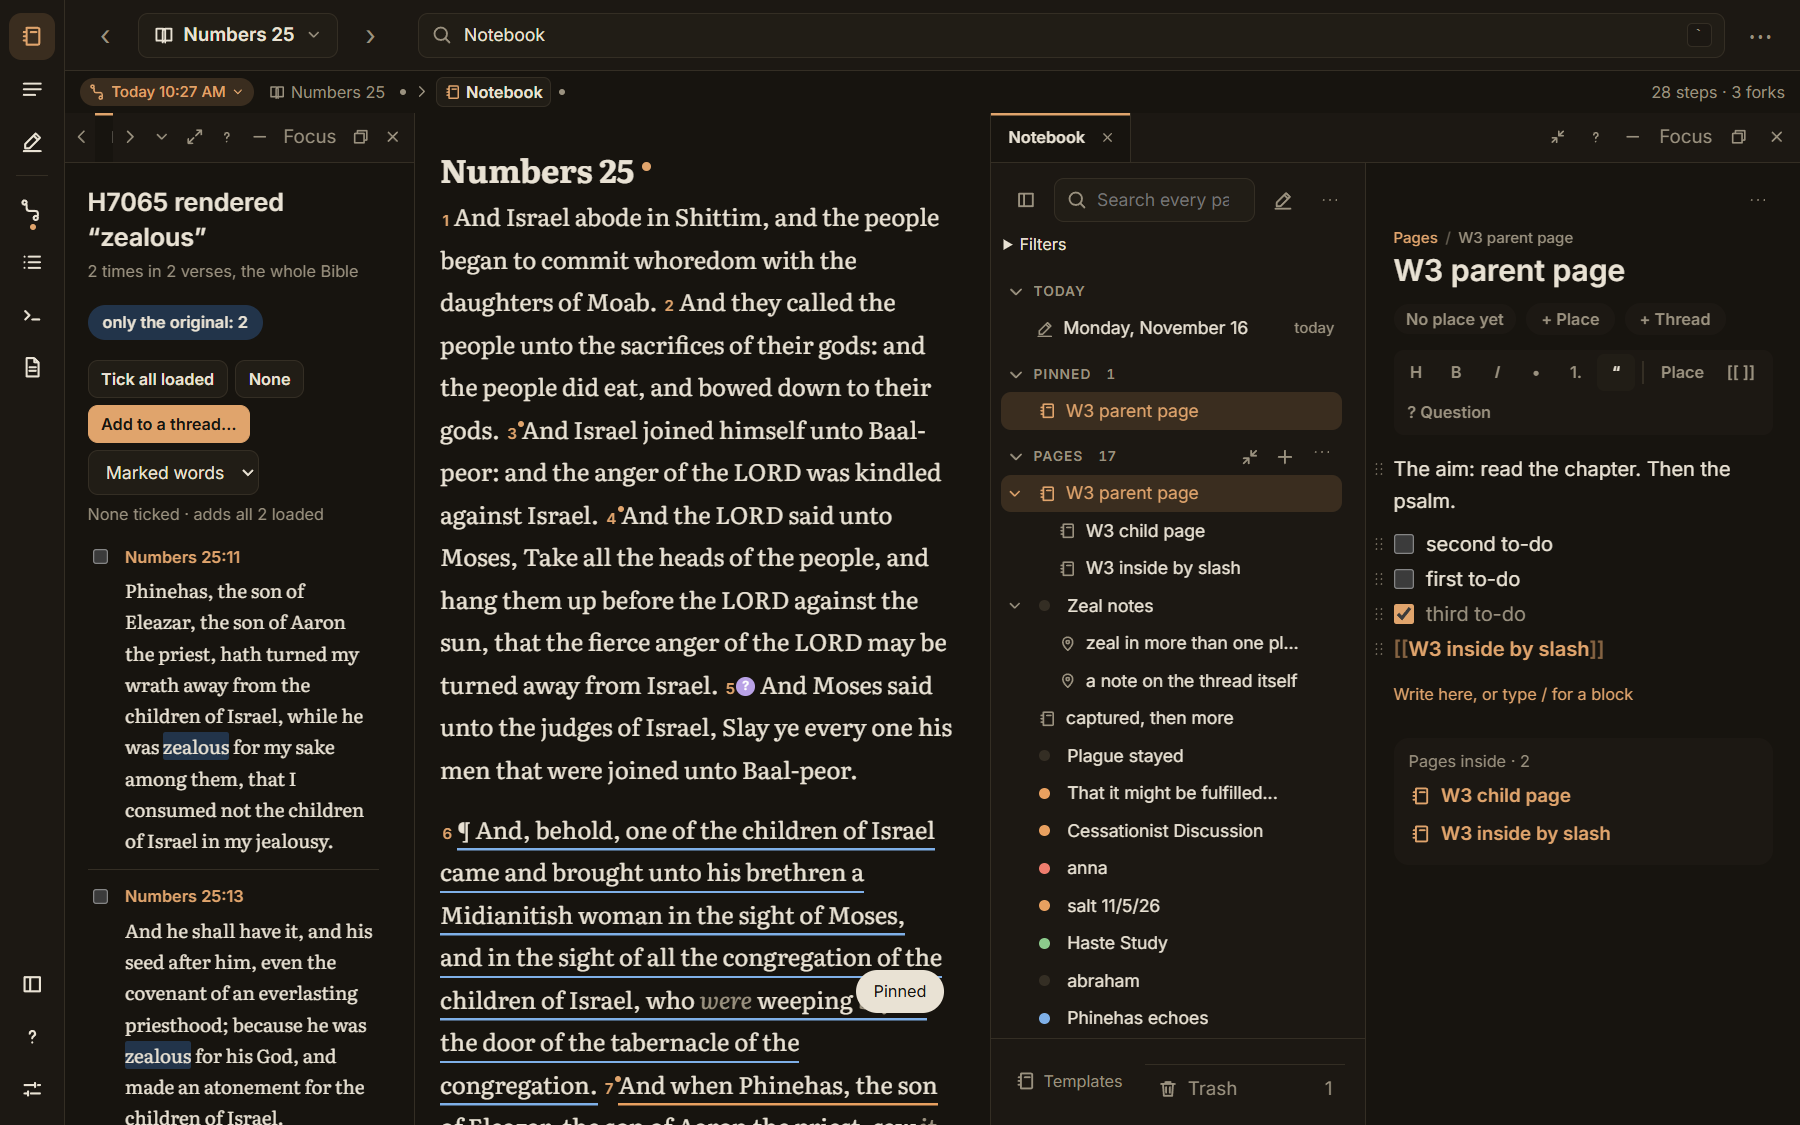 Numbers 25
Notebook
`
Today 10:27 AM
Numbers 25
Notebook
28 steps · 3 forks
? Focus
H7065 rendered
“zealous”
2 times in 2 verses, the whole Bible
only the original: 2
Tick all loaded
None
Add to a thread...
Marked words
None ticked · adds all 2 loaded
Numbers 25:11
Phinehas, the son of
Eleazar, the son of Aaron
the priest, hath turned my
wrath away from the
children of Israel, while he
was zealous for my sake
among them, that I
consumed not the children
of Israel in my jealousy.
Numbers 25:13
And he shall have it, and his
seed after him, even the
covenant of an everlasting
priesthood; because he was
zealous for his God, and
made an atonement for the
children of Israel.
?
Numbers 25
1 And Israel abode in Shittim, and the people
began to commit whoredom with the
daughters of Moab. 2 And they called the
people unto the sacrifices of their gods: and
the people did eat, and bowed down to their
gods. 3 And Israel joined himself unto Baal-
peor: and the anger of the LORD was kindled
against Israel. 4 And the LORD said unto
Moses, Take all the heads of the people, and
hang them up before the LORD against the
sun, that the fierce anger of the LORD may be
turned away from Israel. 5 ? And Moses said
unto the judges of Israel, Slay ye every one his
men that were joined unto Baal-peor.
6 ¶ And, behold, one of the children of Israel
came and brought unto his brethren a
Midianitish woman in the sight of Moses,
and in the sight of all the congregation of the
children of Israel, who were weeping
Pinned
the door of the tabernacle of the
congregation. 7 And when Phinehas, the son
of Eleazar, the son of Aaron the priest, saw it
Notebook
? Focus
Search every pa
Filters
TODAY
Monday, November 16 today
PINNED 1
W3 parent page
PAGES 17
W3 parent page
W3 child page
W3 inside by slash
Zeal notes
zeal in more than one pl...
a note on the thread itself
captured, then more
Plague stayed
That it might be fulfilled...
Cessationist Discussion
anna
salt 11/5/26
Haste Study
abraham
Phinehas echoes
Templates
Trash 1
Pages / W3 parent page
W3 parent page
No place yet
+ Place
+ Thread
H B I • 1. “ Place [[ ]]
? Question
The aim: read the chapter. Then the
psalm.
second to-do
first to-do
third to-do
[[W3 inside by slash]]
Write here, or type / for a block
Pages inside · 2
W3 child page
W3 inside by slash